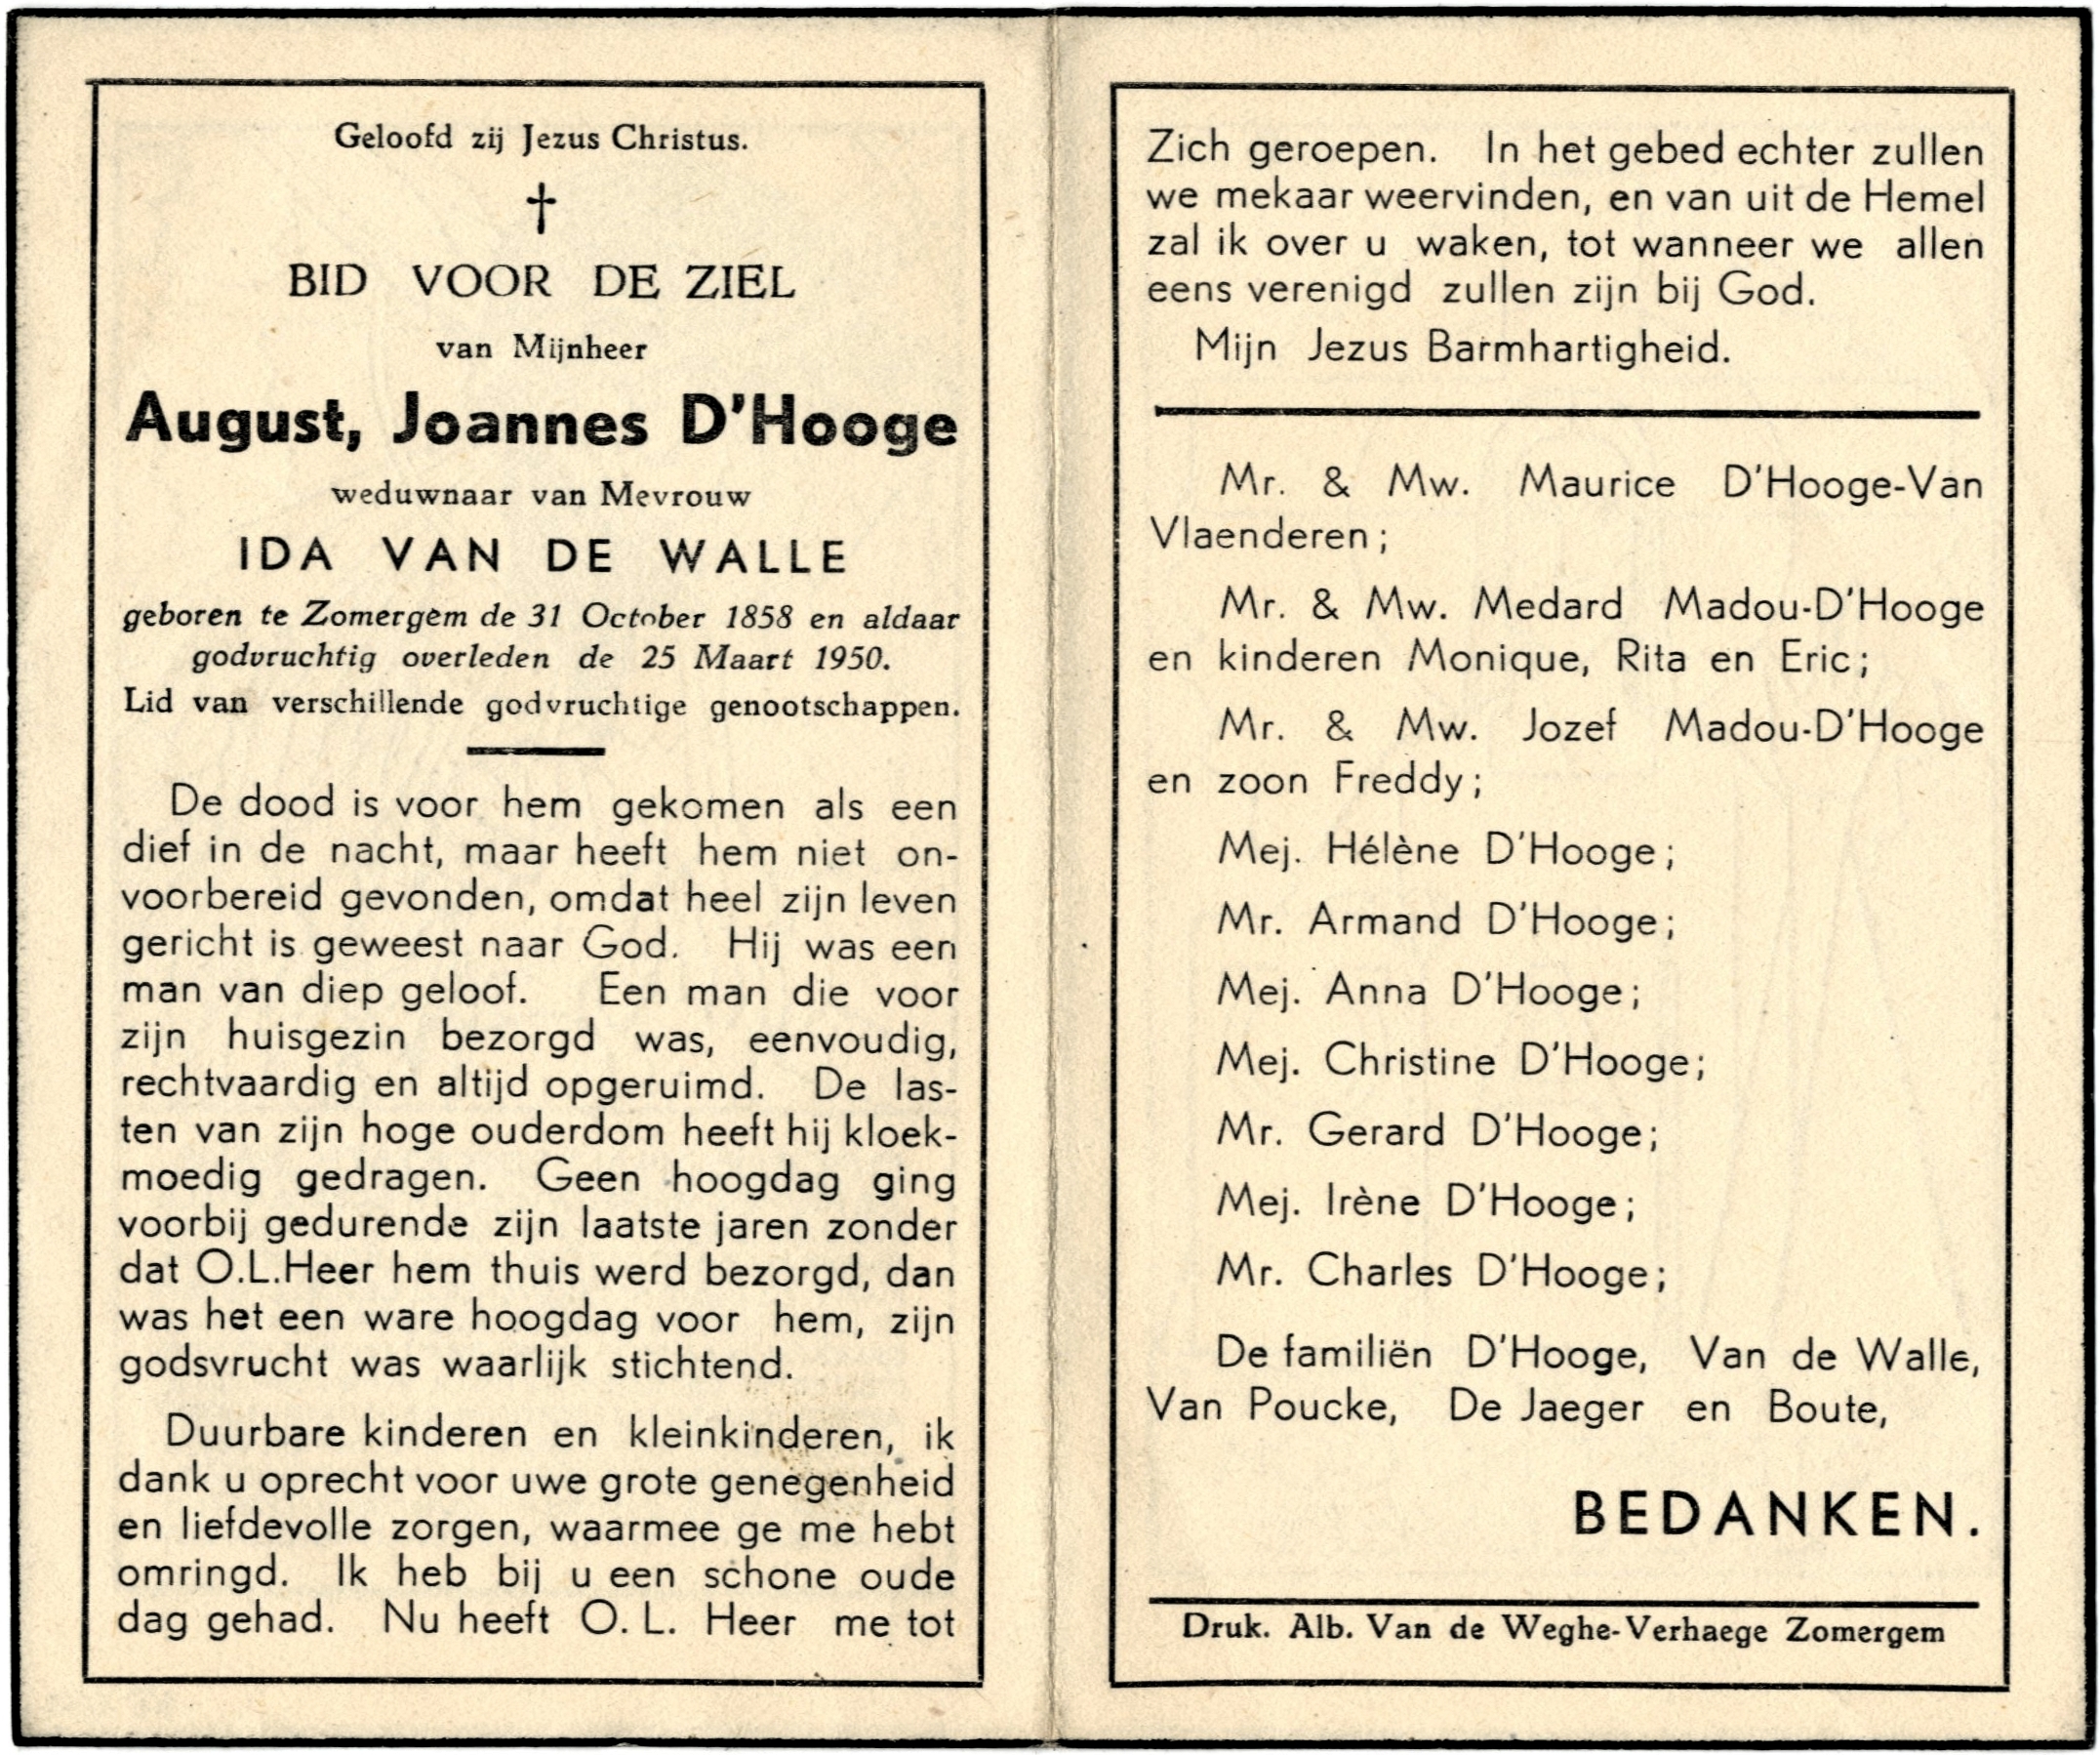 Geloofd zij Jezus Christus.
†
BID VOOR DE ZIEL
van Mijnheer
August, Joannes D'Hooge
weduwnaar van Mevrouw
IDA VAN DE WALLE
geboren te Zomergem de 31 October 1858 en aldaar
godvruchtig overleden de 25 Maart 1950.
Lid van verschillende godvruchtige genootschappen.
De dood is voor hem gekomen als een
dief in de nacht, maar heeft hem niet on-
voorbereid gevonden, omdat heel zijn leven
gericht is geweest naar God. Hij was een
man van diep geloof. Een man die voor
zijn huisgezin bezorgd was, eenvoudig,
rechtvaardig en altijd opgeruimd. De las-
ten van zijn hoge ouderdom heeft hij kloek-
moedig gedragen. Geen hoogdag ging
voorbij gedurende zijn laatste jaren zonder
dat O.L.Heer hem thuis werd bezorgd, dan
was het een ware hoogdag voor hem, zijn
godsvrucht was waarlijk stichtend.
Duurbare kinderen en kleinkinderen, ik
dank u oprecht voor uwe grote genegenheid
en liefdevolle zorgen, waarmee ge me hebt
omringd. Ik heb bij u een schone oude
dag gehad. Nu heeft O. L. Heer me tot
Zich geroepen. In het gebed echter zullen
we mekaar weervinden, en van uit de Hemel
zal ik over u waken, tot wanneer we allen
eens verenigd zullen zijn bij God.
Mijn Jezus Barmhartigheid.
Mr. & Mw. Maurice D'Hooge-Van
Vlaenderen;
Mr. & Mw. Medard Madou-D'Hooge
en kinderen Monique, Rita en Eric;
Mr. & Mw. Jozef Madou-D'Hooge
en zoon Freddy;
Mej. Hélène D'Hooge;
Mr. Armand D'Hooge;
Mej. Anna D'Hooge;
Mej. Christine D'Hooge;
Mr. Gerard D'Hooge;
Mej. Irène D'Hooge;
Mr. Charles D'Hooge;
De familiën D'Hooge, Van de Walle,
Van Poucke, De Jaeger en Boute,
BEDANKEN.
Druk. Alb. Van de Weghe-Verhaege Zomergem